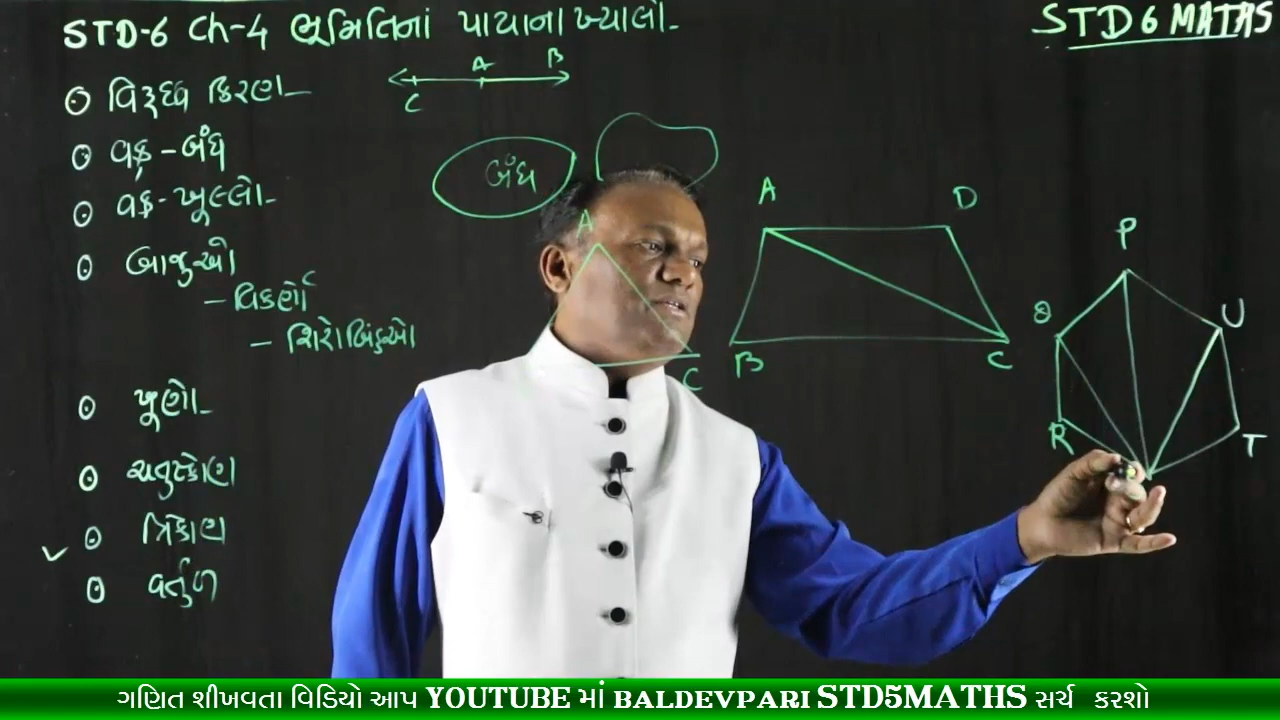 STD-6 Ch-4 ભૂમિતિનાં પાયાના ખ્યાલો
STD 6 MATHS
વિરૂધ્ધ કિરણ
C A B
વક્ર - બંધ
વક્ર - ખુલ્લો
બાજુઓ
- વિકર્ણો
- શિરોબિંદુઓ
ખૂણો
ચતુષ્કોણ
ત્રિકોણ
વર્તુળ
બંધ
A
C
A D
B C
P
Q U
R T
ગણિત શીખવતા વિડિયો આપ YOUTUBE માં BALDEVPARI STD5MATHS સર્ચ કરશો